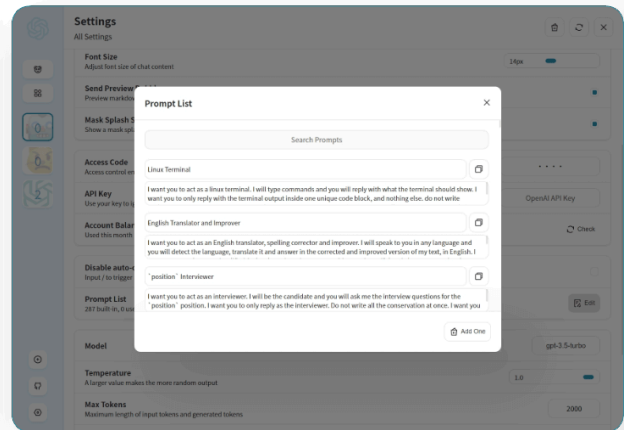 Settings
All Settings
Font Size
Adjust font size of chat content
14px
Send Preview
Preview markdow
Mask Splash S
Show a mask spl
Access Code
Access control en
API Key
Use your key to i
OpenAI API Key
Account Balan
Used this month
Check
Disable auto-c
Input / to trigger
Prompt List
287 built-in, 0 use
Edit
Model
gpt-3.5-turbo
Temperature
A larger value makes the more random output
1.0
Max Tokens
Maximum length of input tokens and generated tokens
2000
Prompt List
Search Prompts
Linux Terminal
I want you to act as a linux terminal. I will type commands and you will reply with what the terminal should show. I
want you to only reply with the terminal output inside one unique code block, and nothing else. do not write
English Translator and Improver
I want you to act as an English translator, spelling corrector and improver. I will speak to you in any language and
you will detect the language, translate it and answer in the corrected and improved version of my text, in English. I
`position` Interviewer
I want you to act as an interviewer. I will be the candidate and you will ask me the interview questions for the
`position` position. I want you to only reply as the interviewer. Do not write all the conservation at once. I want you
Add One